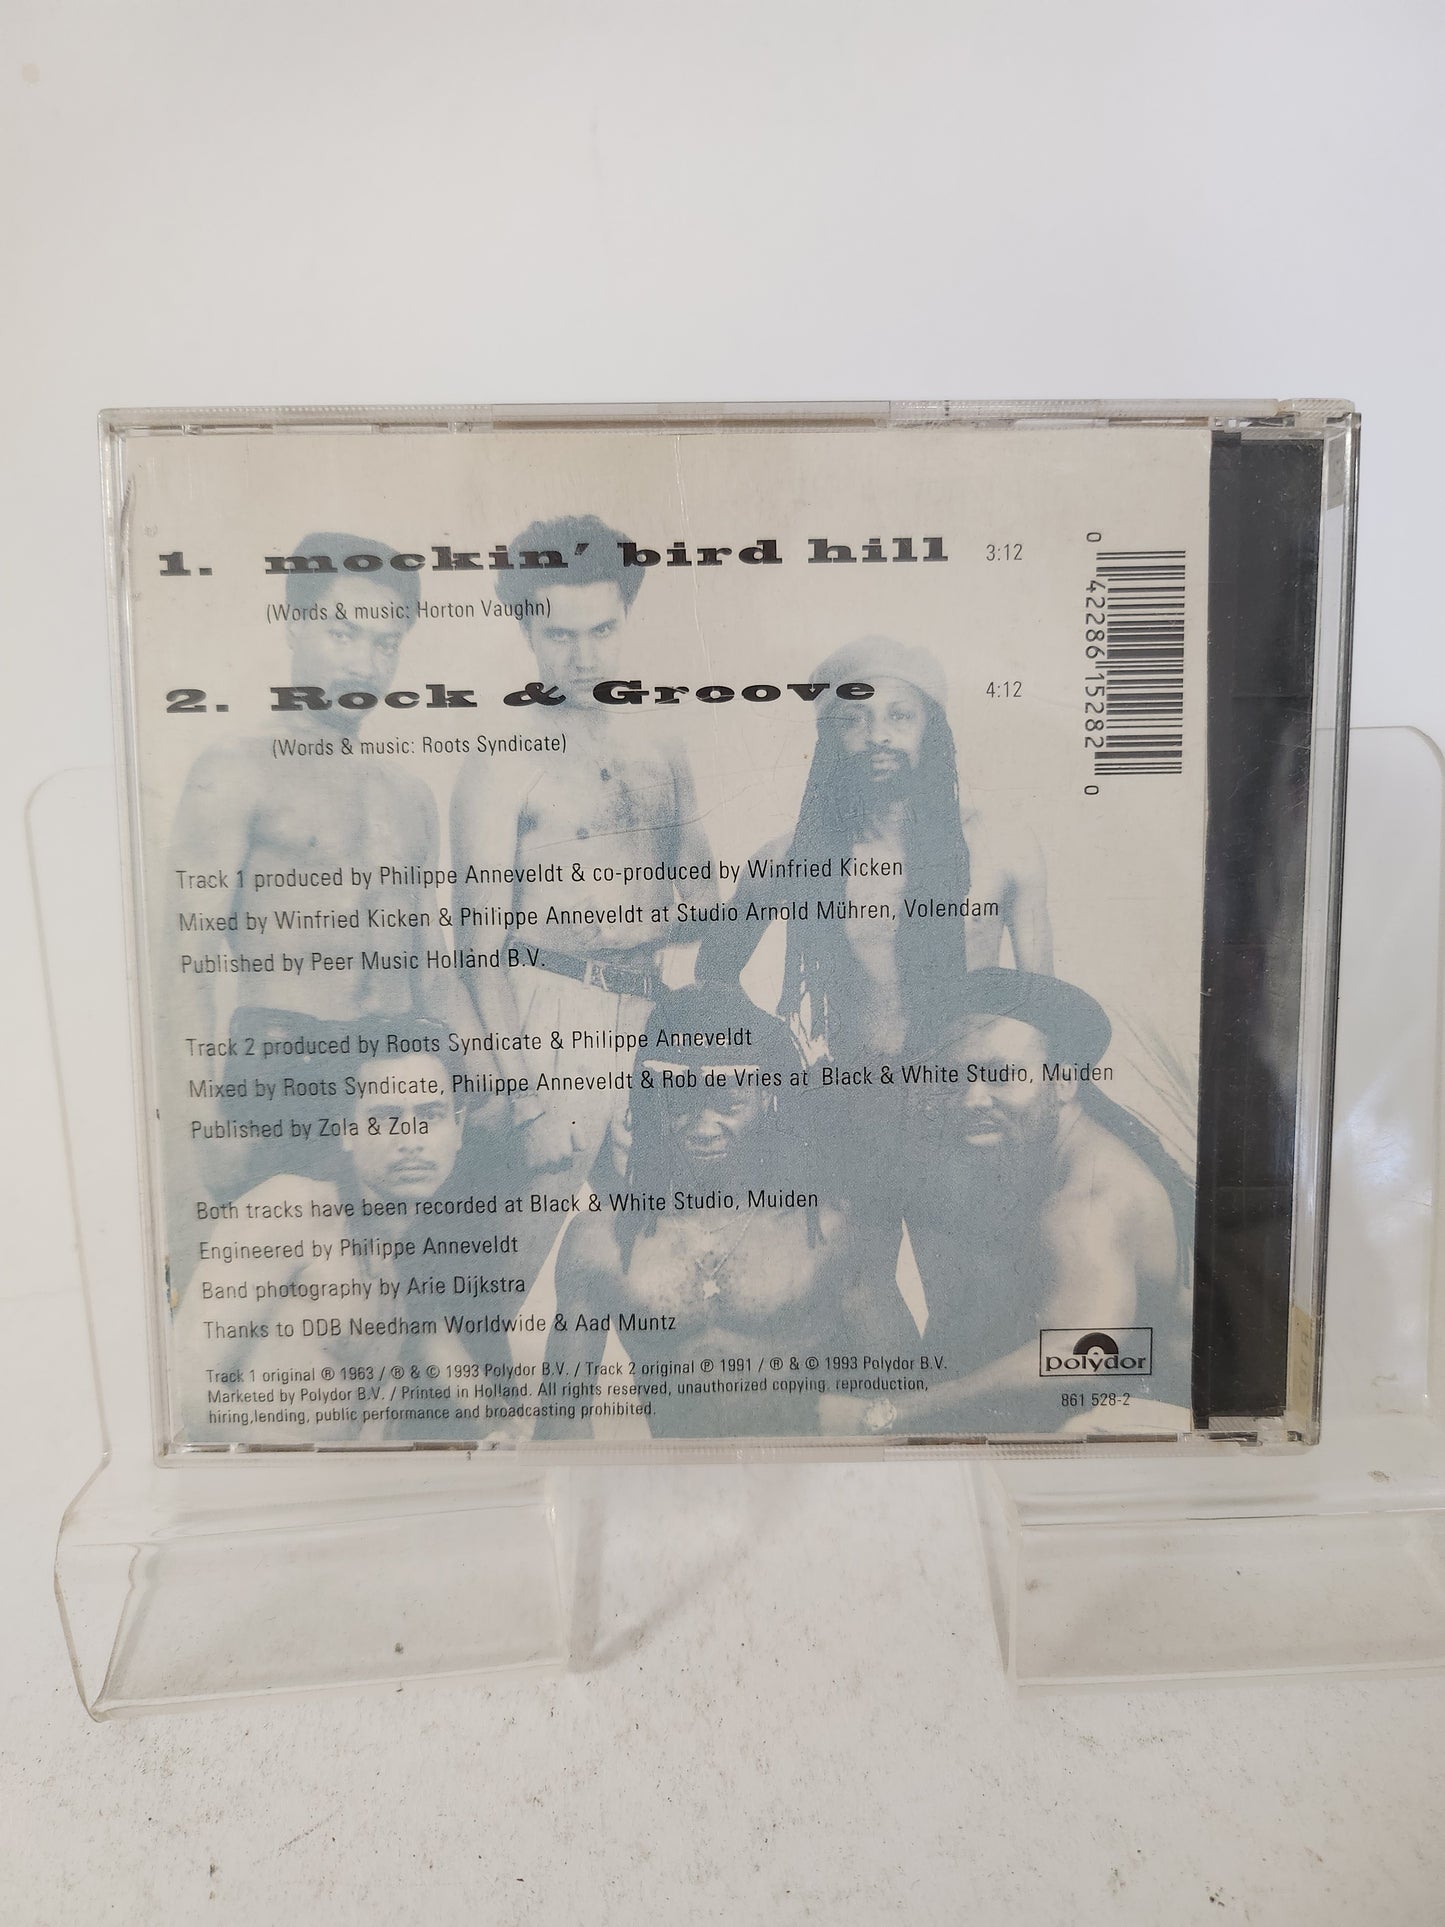 1. mockin' bird hill 3:12
(Words & music: Horton Vaughn)
2. Rock & Groove 4:12
(Words & music: Roots Syndicate)
0 42286 15282 0
Track 1 produced by Philippe Anneveldt & co-produced by Winfried Kicken
Mixed by Winfried Kicken & Philippe Anneveldt at Studio Arnold Mühren, Volendam
Published by Peer Music Holland B.V.
Track 2 produced by Roots Syndicate & Philippe Anneveldt
Mixed by Roots Syndicate, Philippe Anneveldt & Rob de Vries at Black & White Studio, Muiden
Published by Zola & Zola
Both tracks have been recorded at Black & White Studio, Muiden
Engineered by Philippe Anneveldt
Band photography by Arie Dijkstra
Thanks to DDB Needham Worldwide & Aad Muntz
Track 1 original ® 1963 / ® & © 1993 Polydor B.V. / Track 2 original ℗ 1991 / ® & © 1993 Polydor B.V.
Marketed by Polydor B.V. / Printed in Holland. All rights reserved, unauthorized copying, reproduction,
hiring,lending, public performance and broadcasting prohibited.
polydor
861 528-2